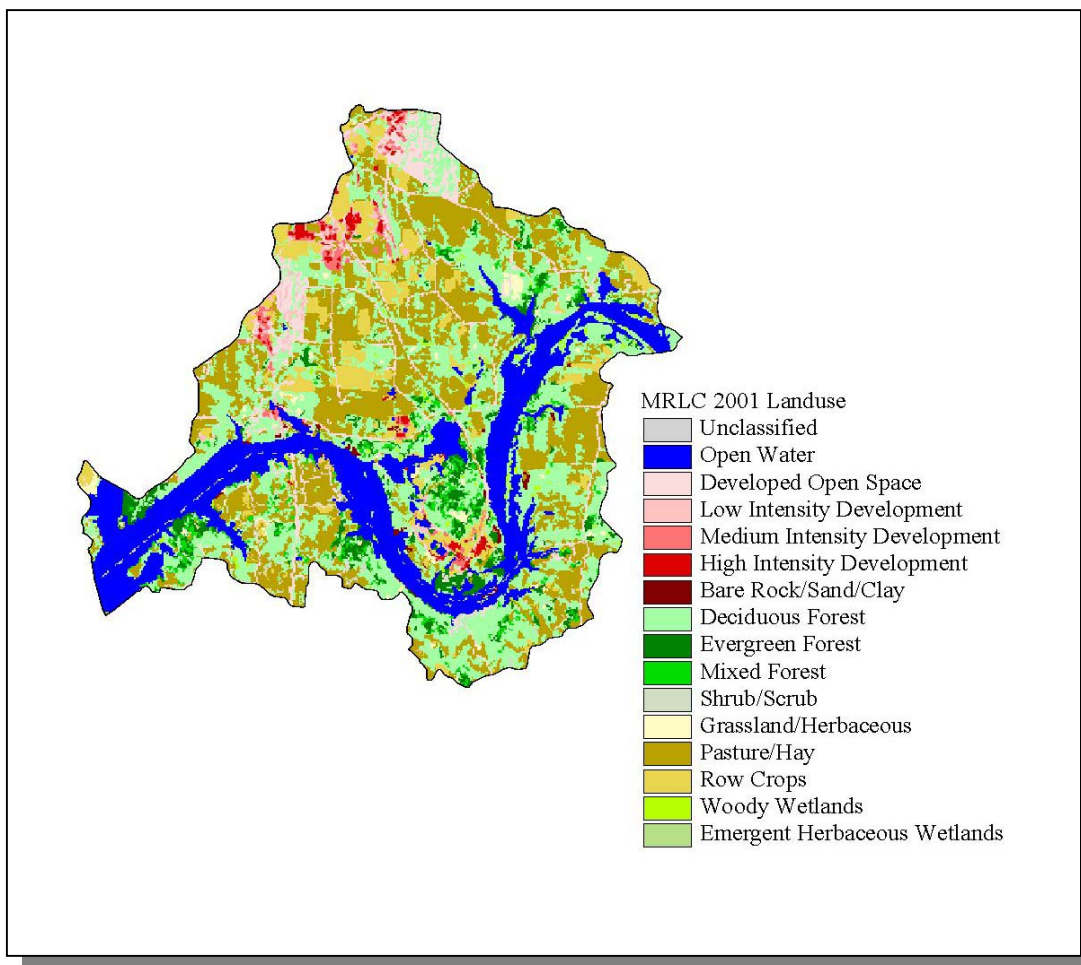 MRLC 2001 Landuse
Unclassified
Open Water
Developed Open Space
Low Intensity Development
Medium Intensity Development
High Intensity Development
Bare Rock/Sand/Clay
Deciduous Forest
Evergreen Forest
Mixed Forest
Shrub/Scrub
Grassland/Herbaceous
Pasture/Hay
Row Crops
Woody Wetlands
Emergent Herbaceous Wetlands